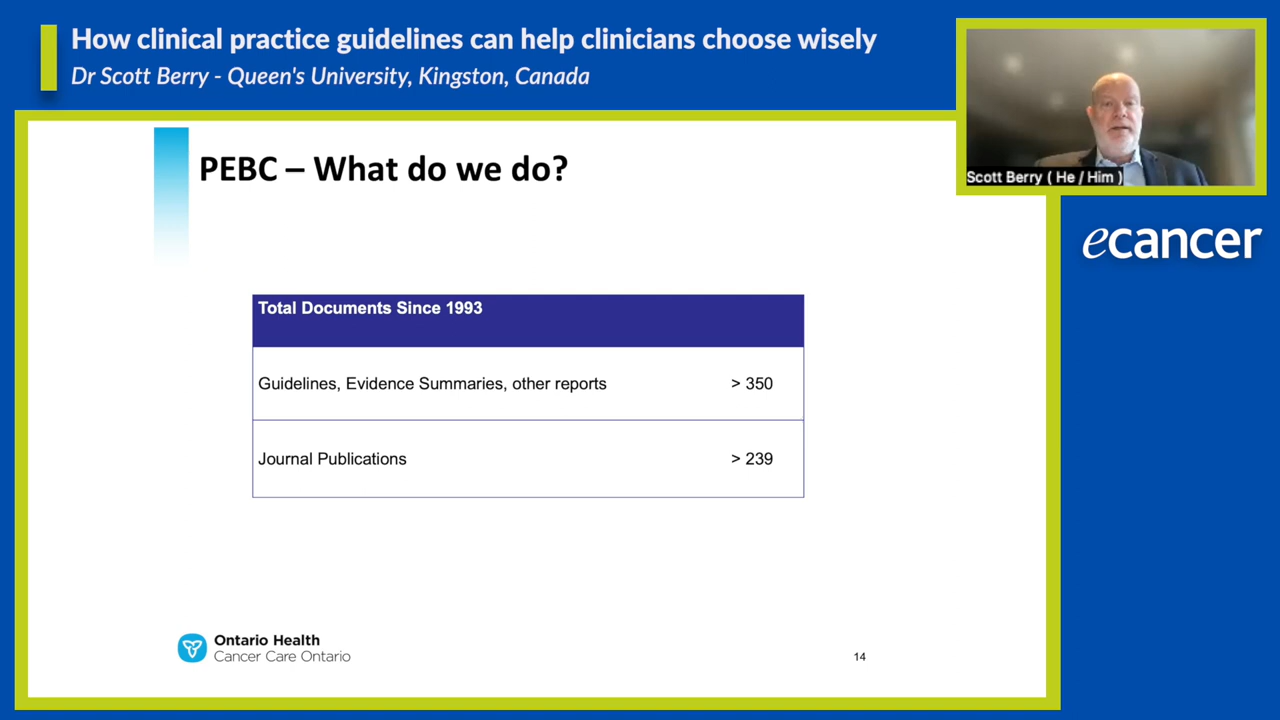 How clinical practice guidelines can help clinicians choose wisely
Dr Scott Berry - Queen's University, Kingston, Canada
Scott Berry ( He / Him )
ecancer
PEBC – What do we do?
Total Documents Since 1993
Guidelines, Evidence Summaries, other reports > 350
Journal Publications > 239
Ontario Health
Cancer Care Ontario
14